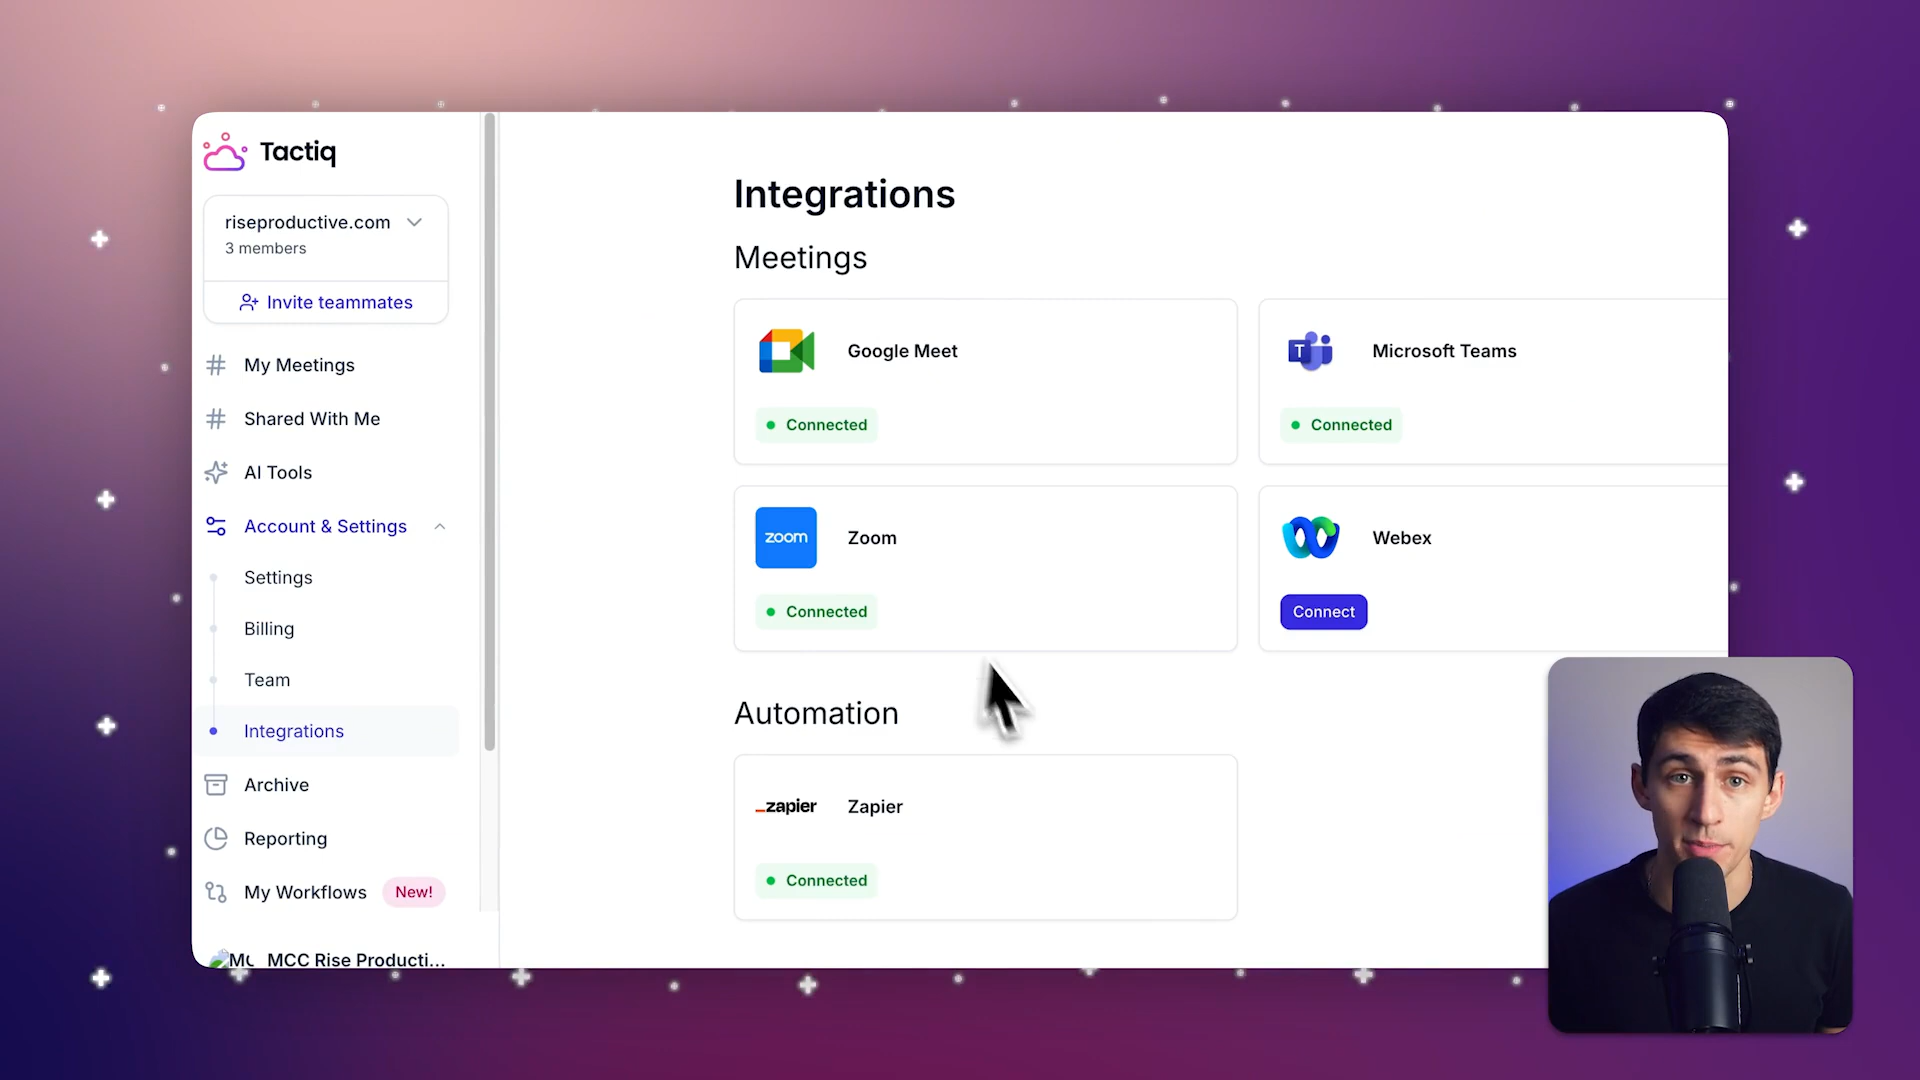 Tactiq
riseproductive.com
3 members
Invite teammates
My Meetings
Shared With Me
AI Tools
Account & Settings
Settings
Billing
Team
Integrations
Archive
Reporting
My Workflows New!
MCC Rise Producti...
Integrations
Meetings
Google Meet
Connected
T
Microsoft Teams
Connected
zoom
Zoom
Connected
Webex
Connect
Automation
zapier
Zapier
Connected